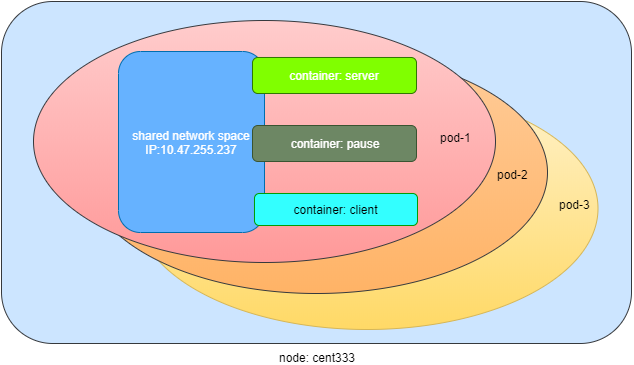 container: server
shared network space
IP:10.47.255.237
container: pause
pod-1
pod-2
pod-3
container: client
node: cent333